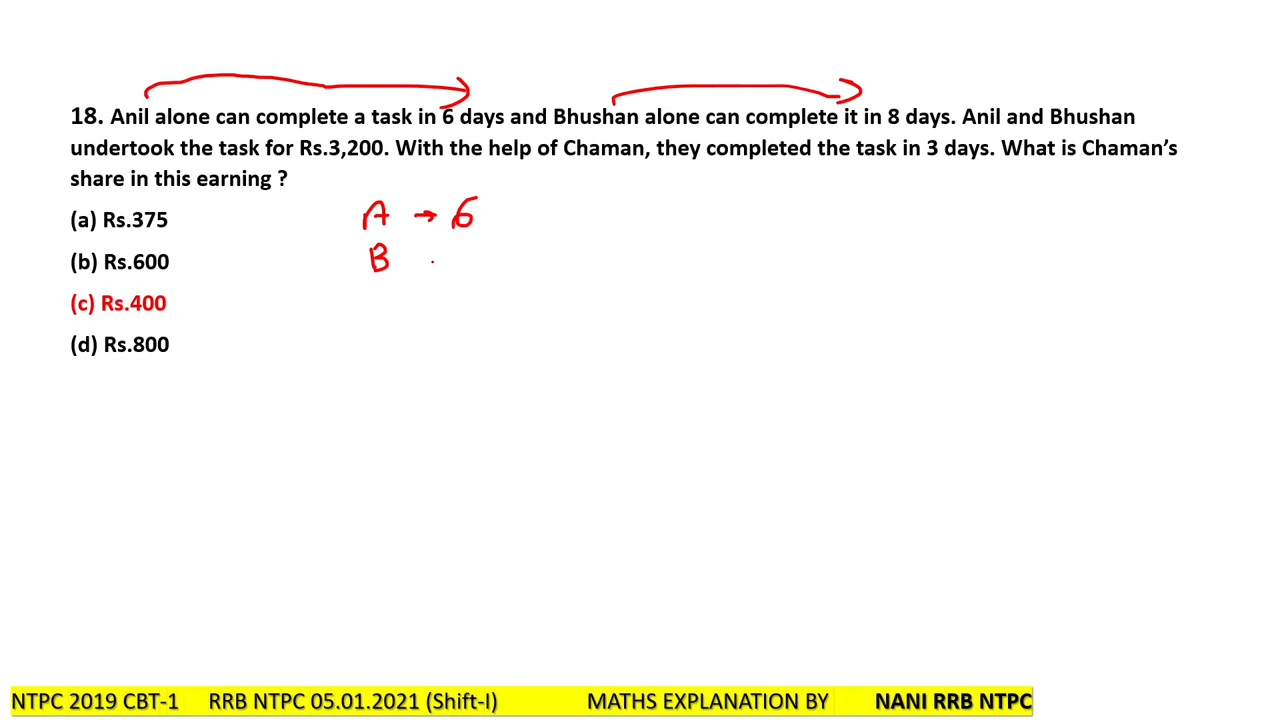 18. Anil alone can complete a task in 6 days and Bhushan alone can complete it in 8 days. Anil and Bhushan
undertook the task for Rs.3,200. With the help of Chaman, they completed the task in 3 days. What is Chaman's
share in this earning ?
(a) Rs.375
A → 6
(b) Rs.600
B
(c) Rs.400
(d) Rs.800
NTPC 2019 CBT-1 RRB NTPC 05.01.2021 (Shift-I) MATHS EXPLANATION BY NANI RRB NTPC